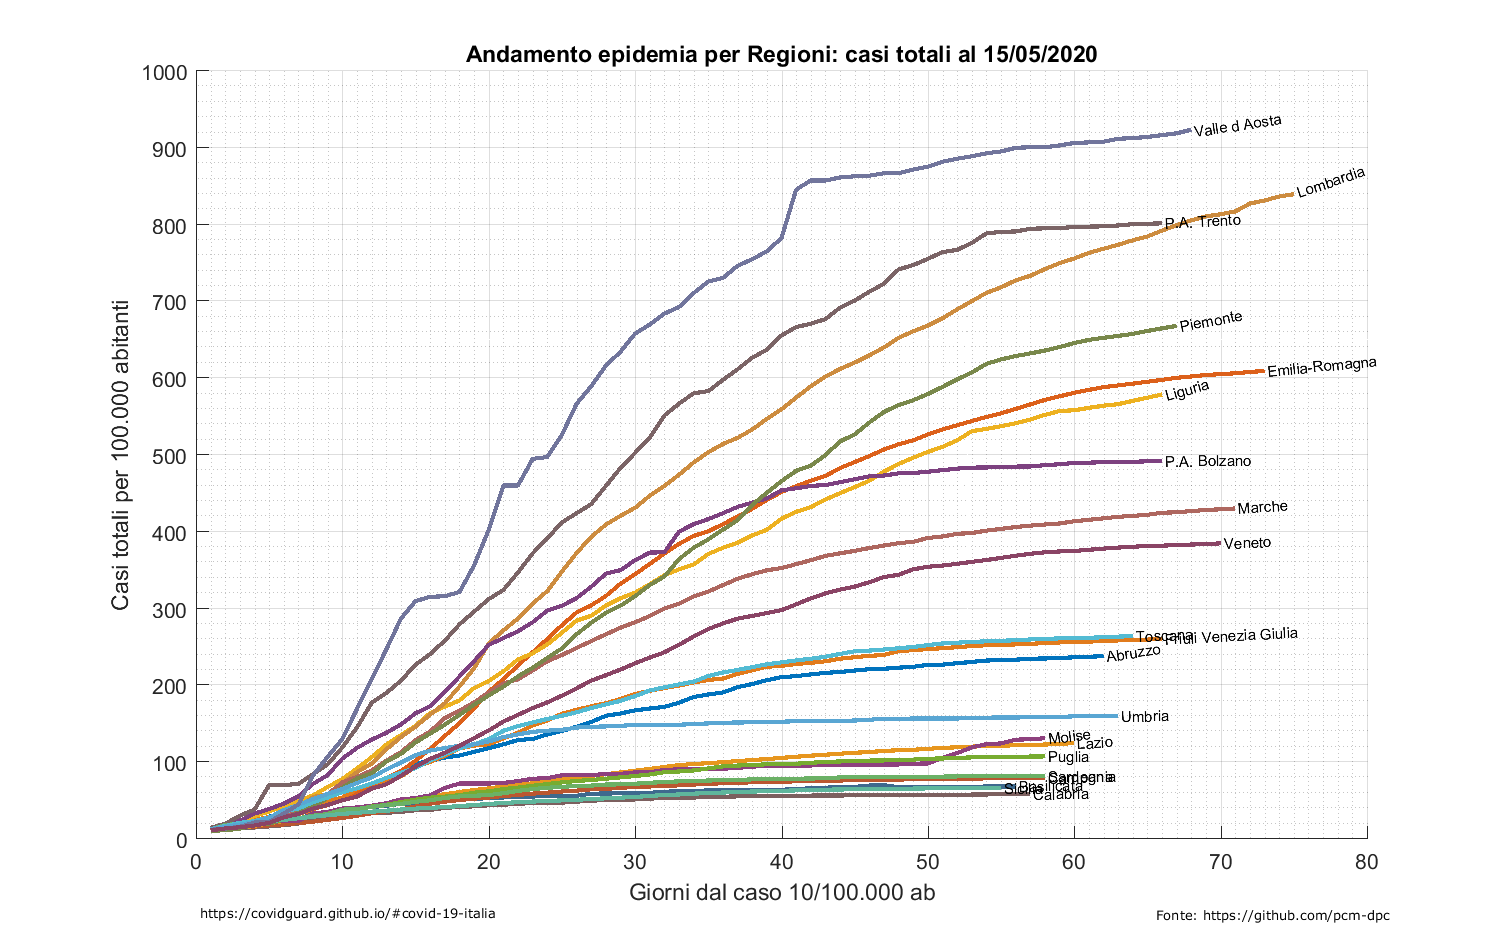 Andamento epidemia per Regioni: casi totali al 15/05/2020
Casi totali per 100.000 abitanti
1000
900
800
700
600
500
400
300
200
100
0
Valle d Aosta
Lombardia
P.A. Trento
Piemonte
Emilia-Romagna
Liguria
P.A. Bolzano
Marche
Veneto
Toscana
Friuli Venezia Giulia
Abruzzo
Umbria
Molise
Lazio
Puglia
Sardegna
Basilicata
Calabria
0 10 20 30 40 50 60 70 80
Giorni dal caso 10/100.000 ab
https://covidguard.github.io/#covid-19-italia
Fonte: https://github.com/pcm-dpc